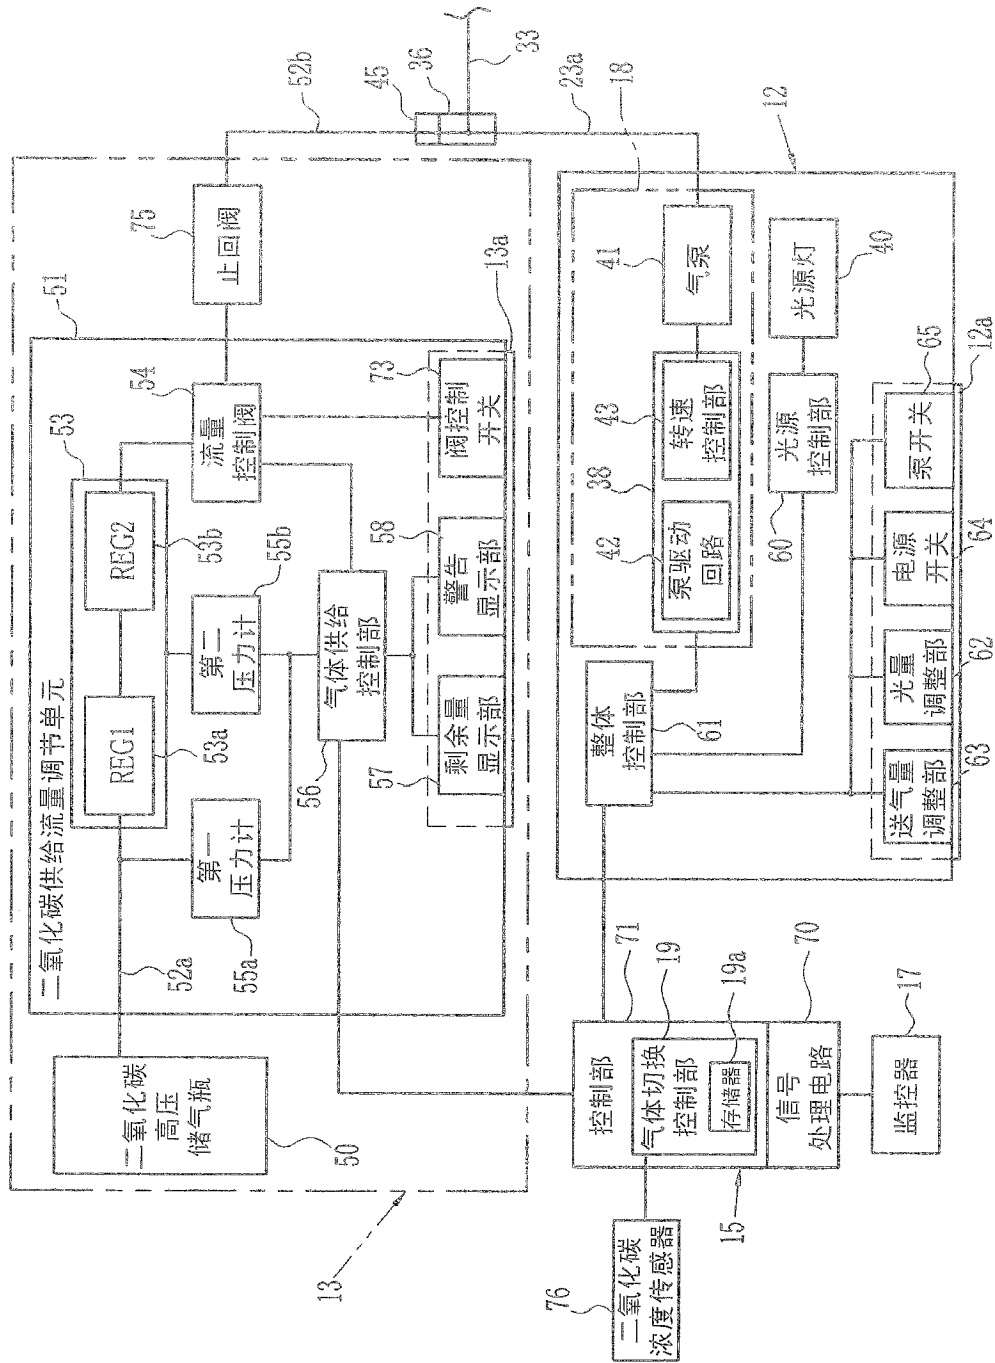 二氧化碳供给流量调节单元
51
53
REG1
53a
REG2
53b
二氧化碳
高压
储气瓶
50
52a
第一
压力计
55a
第二
压力计
55b
流量
控制阀
54
止回阀
75
52b
气体供给
控制部
56
剩余量
显示部
57
警告
显示部
58
阀控制
开关
73
13a
13
45
36
33
23a
18
12
整体
控制部
61
泵驱动
回路
42
38
转速
控制部
43
气泵
41
光源
控制部
60
光源灯
40
送气量
调整部
63
光量
调整部
62
电源
开关
64
泵开关
65
12a
控制部
71
气体切换
控制部
19
存储器
19a
信号
处理电路
70
15
监控器
17
二氧化碳
浓度传感器
76